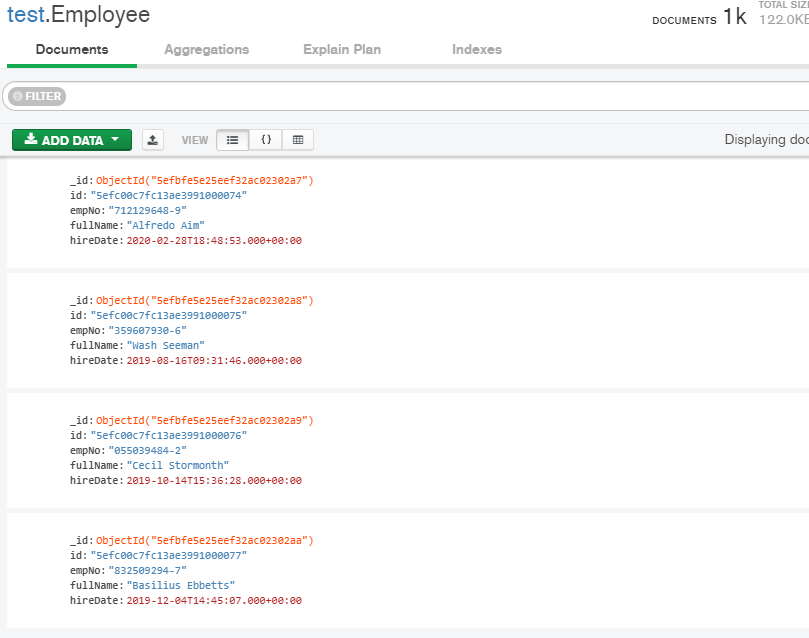 test.Employee
DOCUMENTS 1k
TOTAL SIZE
122.0KB
Documents Aggregations Explain Plan Indexes
FILTER
ADD DATA VIEW { } Displaying
_id: ObjectId("5efbfe5e25eef32ac02302a7")
id: "5efc00c7fc13ae3991000074"
empNo: "712129648-9"
fullName: "Alfredo Aim"
hireDate: 2020-02-28T18:48:53.000+00:00
_id: ObjectId("5efbfe5e25eef32ac02302a8")
id: "5efc00c7fc13ae3991000075"
empNo: "359607930-6"
fullName: "Wash Seeman"
hireDate: 2019-08-16T09:31:46.000+00:00
_id: ObjectId("5efbfe5e25eef32ac02302a9")
id: "5efc00c7fc13ae3991000076"
empNo: "055039484-2"
fullName: "Cecil Stormonth"
hireDate: 2019-10-14T15:36:28.000+00:00
_id: ObjectId("5efbfe5e25eef32ac02302aa")
id: "5efc00c7fc13ae3991000077"
empNo: "832509294-7"
fullName: "Basilius Ebbetts"
hireDate: 2019-12-04T14:45:07.000+00:00